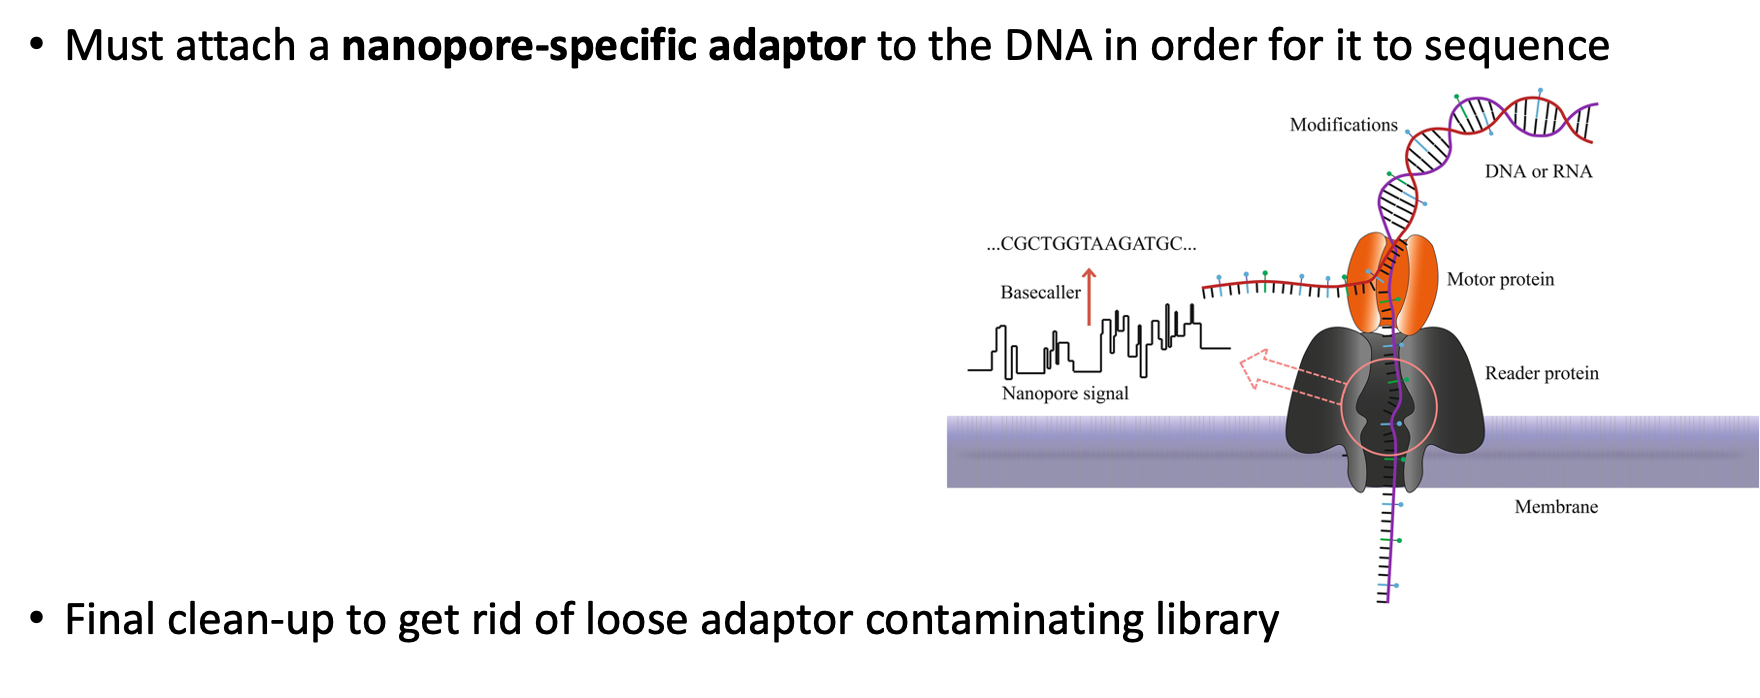 • Must attach a nanopore-specific adaptor to the DNA in order for it to sequence
Modifications
DNA or RNA
...CGCTGGTAAGATGC...
Basecaller
Motor protein
Nanopore signal
Reader protein
Membrane
• Final clean-up to get rid of loose adaptor contaminating library